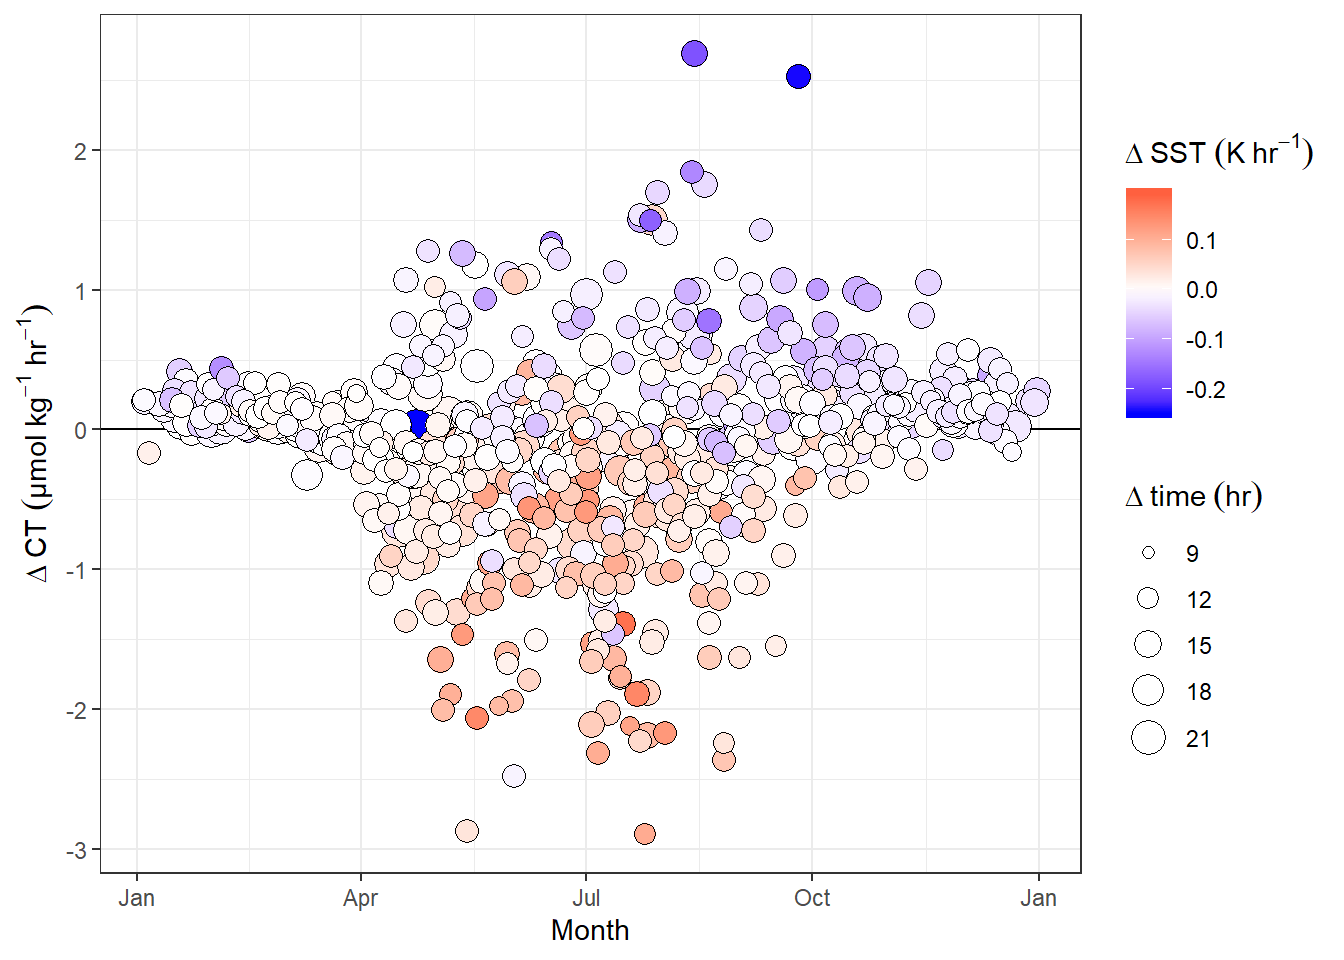 2
1
0
-1
-2
-3
Δ CT (μmol kg⁻¹ hr⁻¹)
Jan
Apr
Jul
Oct
Jan
Month
Δ SST (K hr⁻¹)
0.1
0.0
-0.1
-0.2
Δ time (hr)
9
12
15
18
21